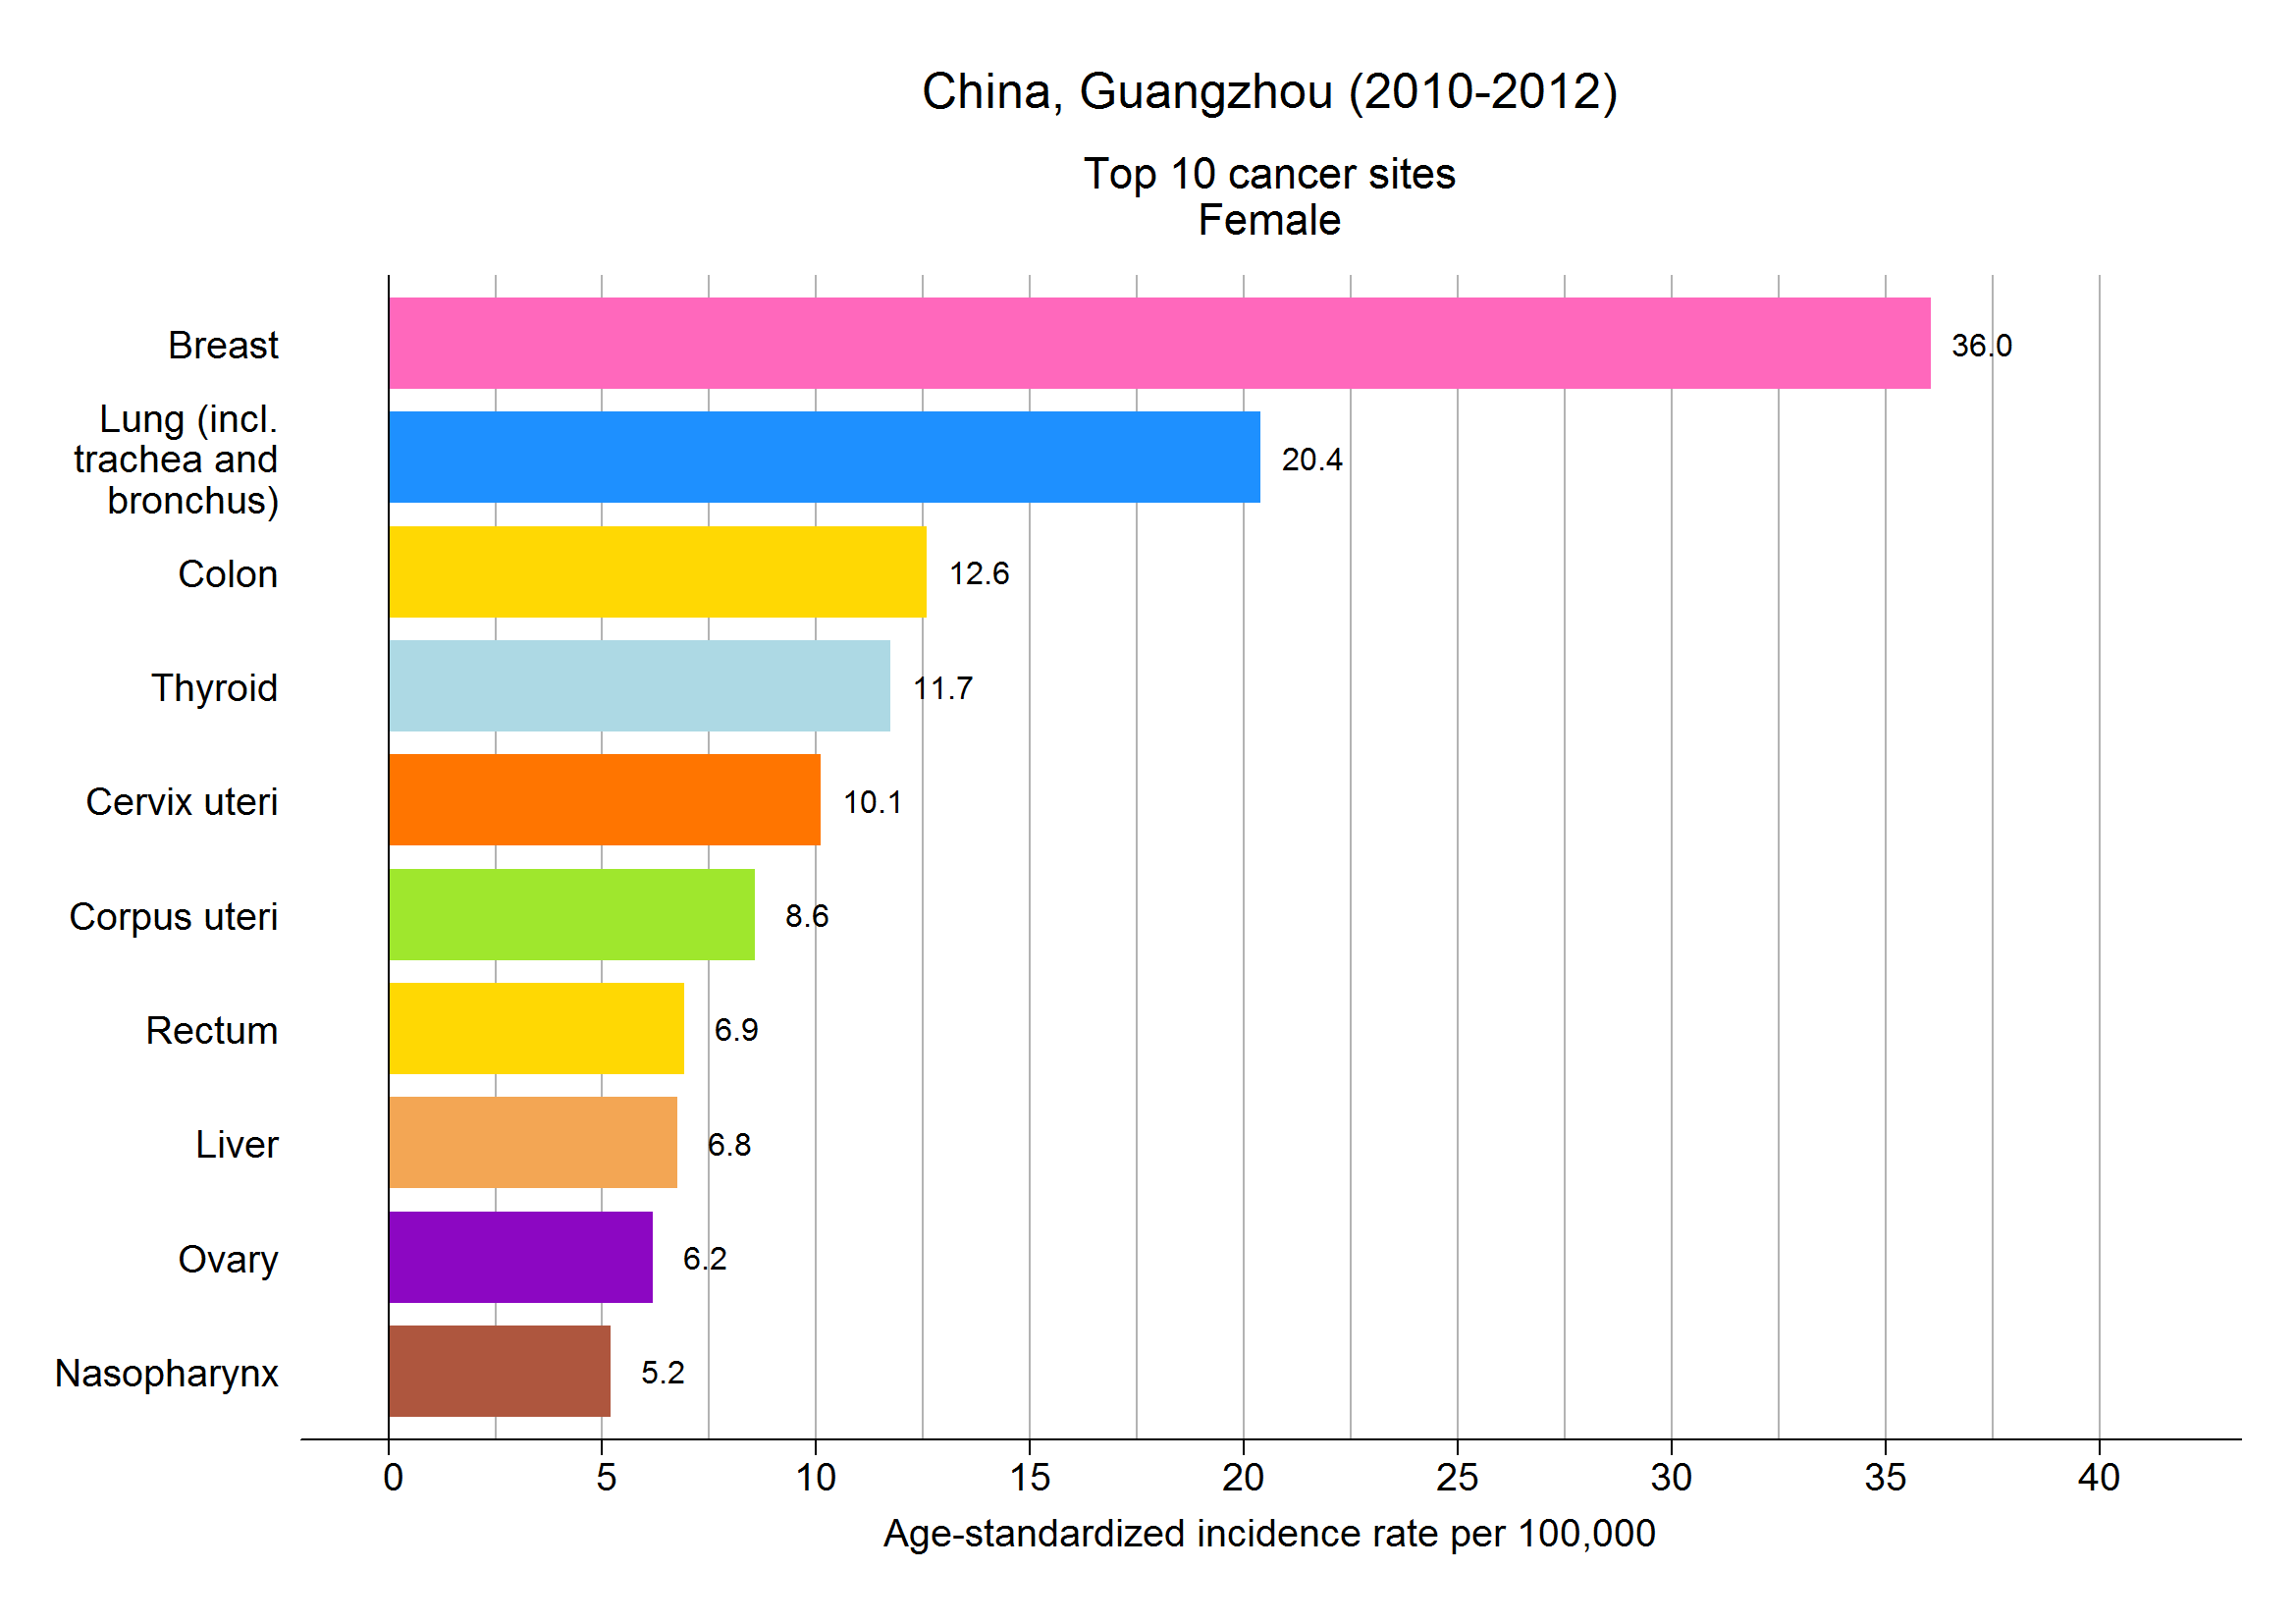 China, Guangzhou (2010-2012)
Top 10 cancer sites
Female
Breast
36.0
Lung (incl.
trachea and
bronchus)
20.4
Colon
12.6
Thyroid
11.7
Cervix uteri
10.1
Corpus uteri
8.6
Rectum
6.9
Liver
6.8
Ovary
6.2
Nasopharynx
5.2
0 5 10 15 20 25 30 35 40
Age-standardized incidence rate per 100,000